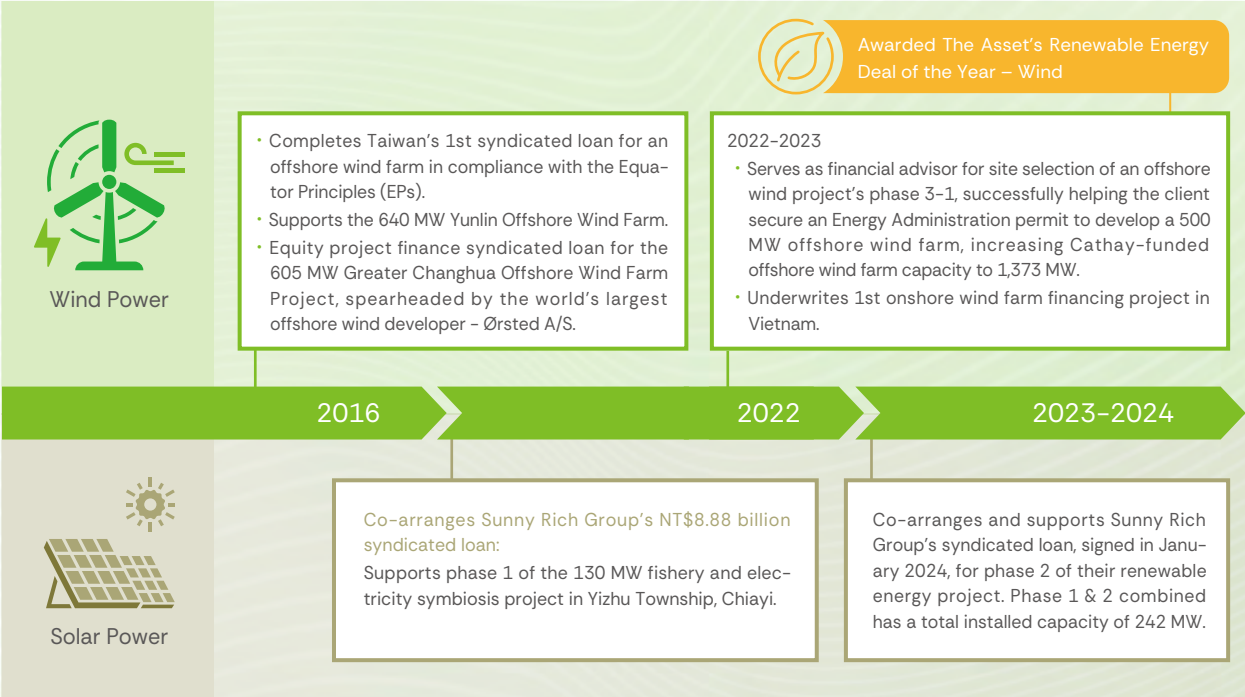 Awarded The Asset's Renewable Energy
Deal of the Year – Wind
• Completes Taiwan's 1st syndicated loan for an
offshore wind farm in compliance with the Equa-
tor Principles (EPs).
• Supports the 640 MW Yunlin Offshore Wind Farm.
• Equity project finance syndicated loan for the
605 MW Greater Changhua Offshore Wind Farm
Project, spearheaded by the world's largest
offshore wind developer - Ørsted A/S.
2022-2023
• Serves as financial advisor for site selection of an offshore
wind project's phase 3-1, successfully helping the client
secure an Energy Administration permit to develop a 500
MW offshore wind farm, increasing Cathay-funded
offshore wind farm capacity to 1,373 MW.
• Underwrites 1st onshore wind farm financing project in
Vietnam.
Wind Power
2016
2022
2023-2024
Co-arranges Sunny Rich Group's NT$8.88 billion
syndicated loan:
Supports phase 1 of the 130 MW fishery and elec-
tricity symbiosis project in Yizhu Township, Chiayi.
Co-arranges and supports Sunny Rich
Group's syndicated loan, signed in Janu-
ary 2024, for phase 2 of their renewable
energy project. Phase 1 & 2 combined
has a total installed capacity of 242 MW.
Solar Power